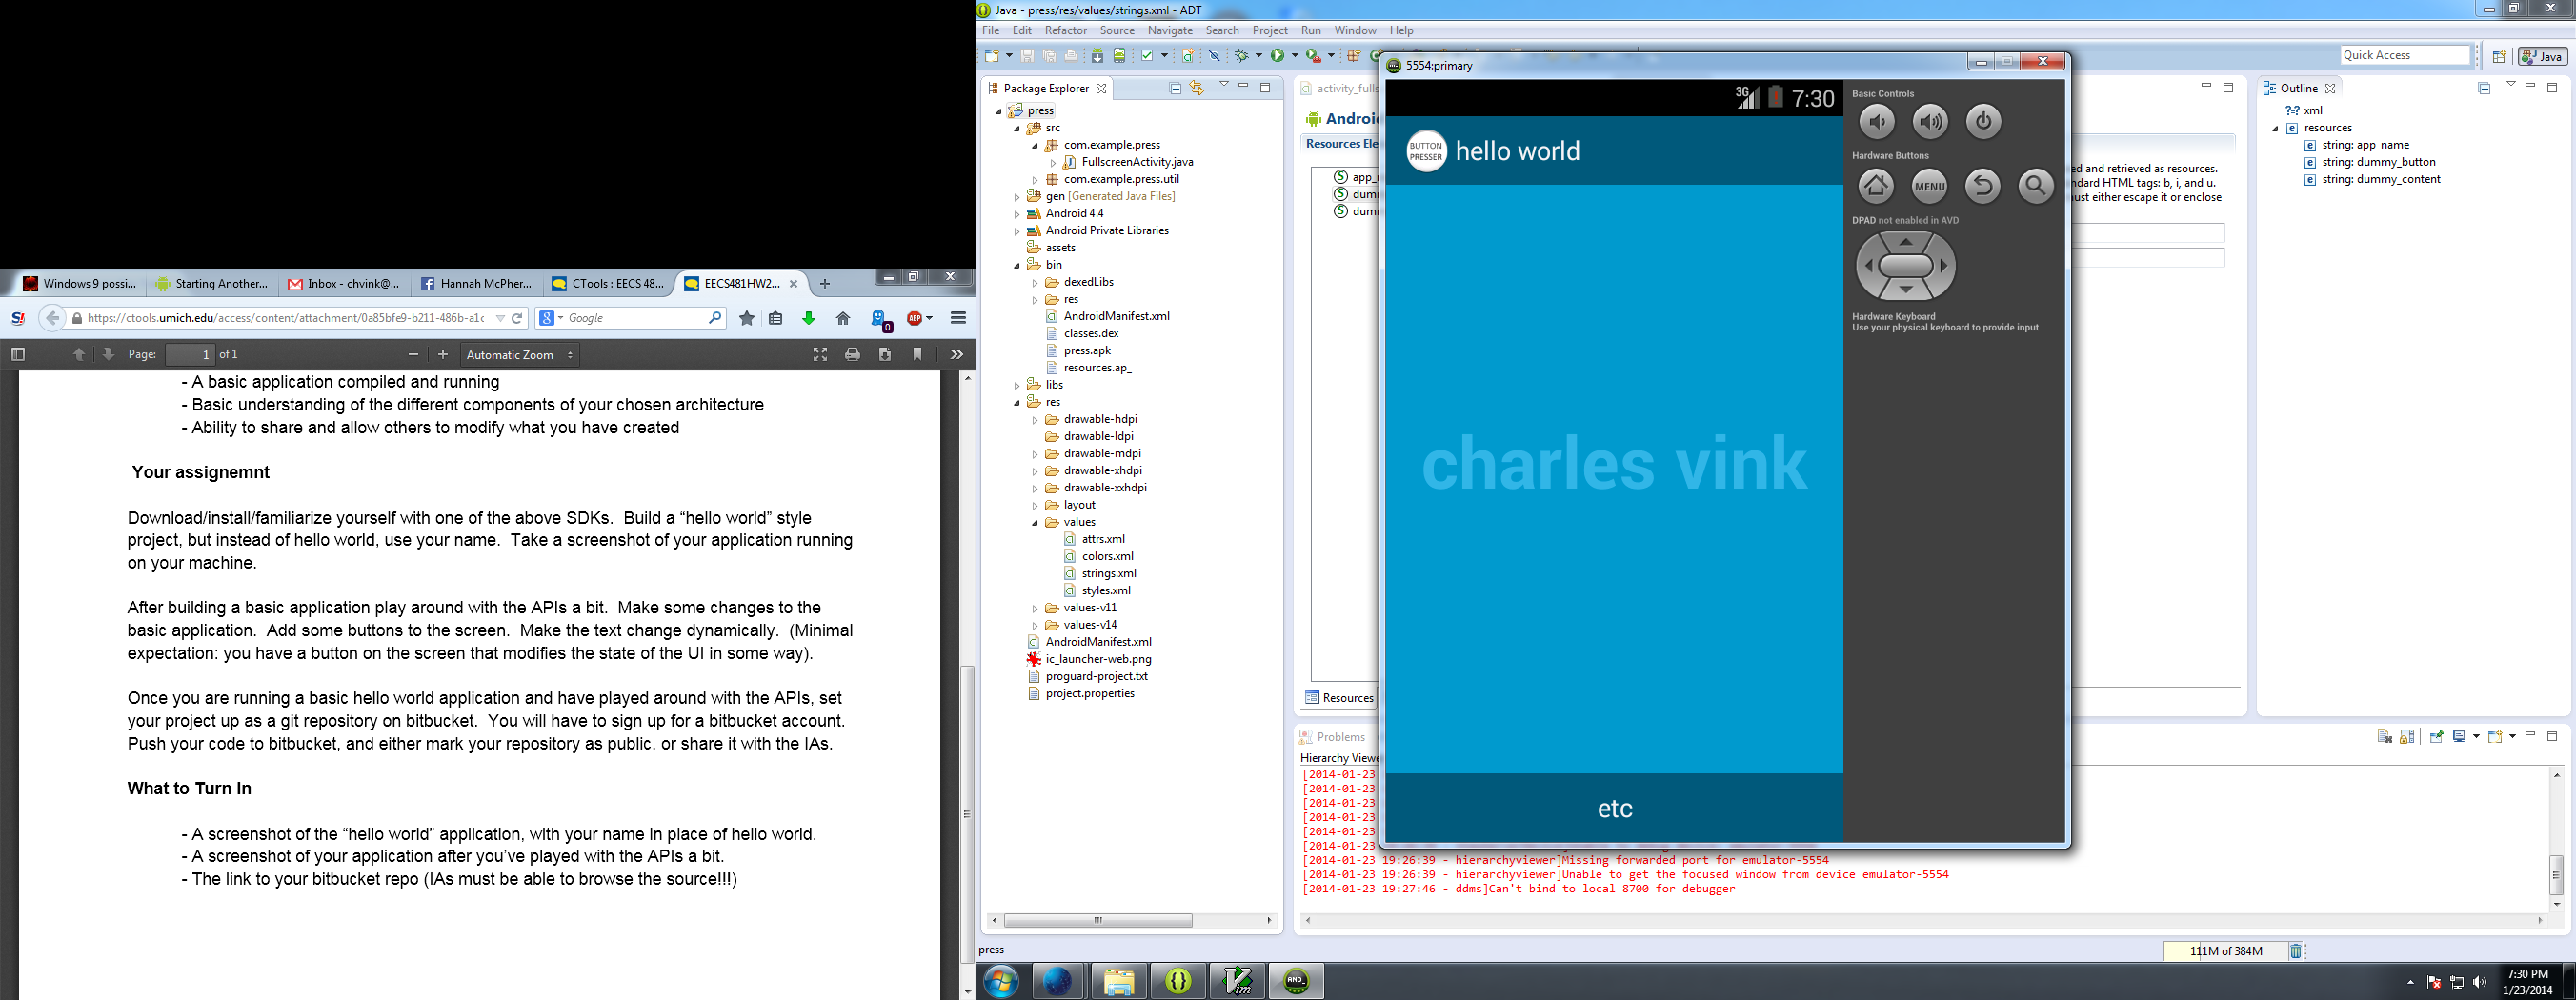 Windows 9 possi...
Starting Another...
Inbox - chvink@...
Hannah McPher...
CTools : EECS 48...
EECS481HW2...
https://ctools.umich.edu/access/content/attachment/0a85bfe9-b211-486b-a1c
Google
Page: 1 of 1
Automatic Zoom
- A basic application compiled and running
- Basic understanding of the different components of your chosen architecture
- Ability to share and allow others to modify what you have created
Your assignemnt
Download/install/familiarize yourself with one of the above SDKs. Build a “hello world” style
project, but instead of hello world, use your name. Take a screenshot of your application running
on your machine.
After building a basic application play around with the APIs a bit. Make some changes to the
basic application. Add some buttons to the screen. Make the text change dynamically. (Minimal
expectation: you have a button on the screen that modifies the state of the UI in some way).
Once you are running a basic hello world application and have played around with the APIs, set
your project up as a git repository on bitbucket. You will have to sign up for a bitbucket account.
Push your code to bitbucket, and either mark your repository as public, or share it with the IAs.
What to Turn In
- A screenshot of the “hello world” application, with your name in place of hello world.
- A screenshot of your application after you’ve played with the APIs a bit.
- The link to your bitbucket repo (IAs must be able to browse the source!!!)
Java - press/res/values/strings.xml - ADT
File Edit Refactor Source Navigate Search Project Run Window Help
Quick Access
Java
Package Explorer
press
src
com.example.press
FullscreenActivity.java
com.example.press.util
gen [Generated Java Files]
Android 4.4
Android Private Libraries
assets
bin
dexedLibs
res
AndroidManifest.xml
classes.dex
press.apk
resources.ap_
libs
res
drawable-hdpi
drawable-ldpi
drawable-mdpi
drawable-xhdpi
drawable-xxhdpi
layout
values
attrs.xml
colors.xml
strings.xml
styles.xml
values-v11
values-v14
AndroidManifest.xml
ic_launcher-web.png
proguard-project.txt
project.properties
activity_fulls
Android
Resources Ele
app_
dumm
dumm
Resources
ed and retrieved as resources.
ndard HTML tags: b, i, and u.
ust either escape it or enclose
5554:primary
3G 7:30
BUTTON
PRESSER
hello world
charles vink
etc
Basic Controls
Hardware Buttons
MENU
DPAD not enabled in AVD
Hardware Keyboard
Use your physical keyboard to provide input
Outline
xml
resources
string: app_name
string: dummy_button
string: dummy_content
Problems
Hierarchy Viewe
[2014-01-23
[2014-01-23
[2014-01-23
[2014-01-23
[2014-01-23
[2014-01-23
[2014-01-23 19:26:39 - hierarchyviewer]Missing forwarded port for emulator-5554
[2014-01-23 19:26:39 - hierarchyviewer]Unable to get the focused window from device emulator-5554
[2014-01-23 19:27:46 - ddms]Can't bind to local 8700 for debugger
press
111M of 384M
7:30 PM
1/23/2014